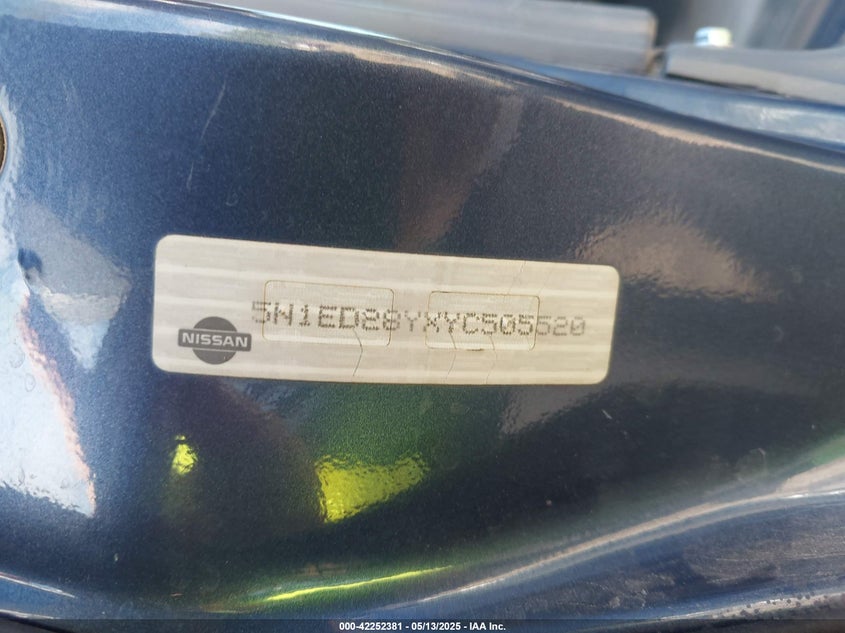 5N1ED28YXYC505520
NISSAN
000-42252381 - 05/13/2025 - IAA Inc.